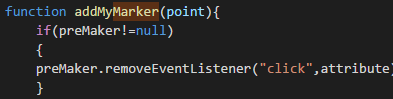 function addMyMarker(point){
if(preMaker!=null)
{
preMaker.removeEventListener("click",attribute)
}